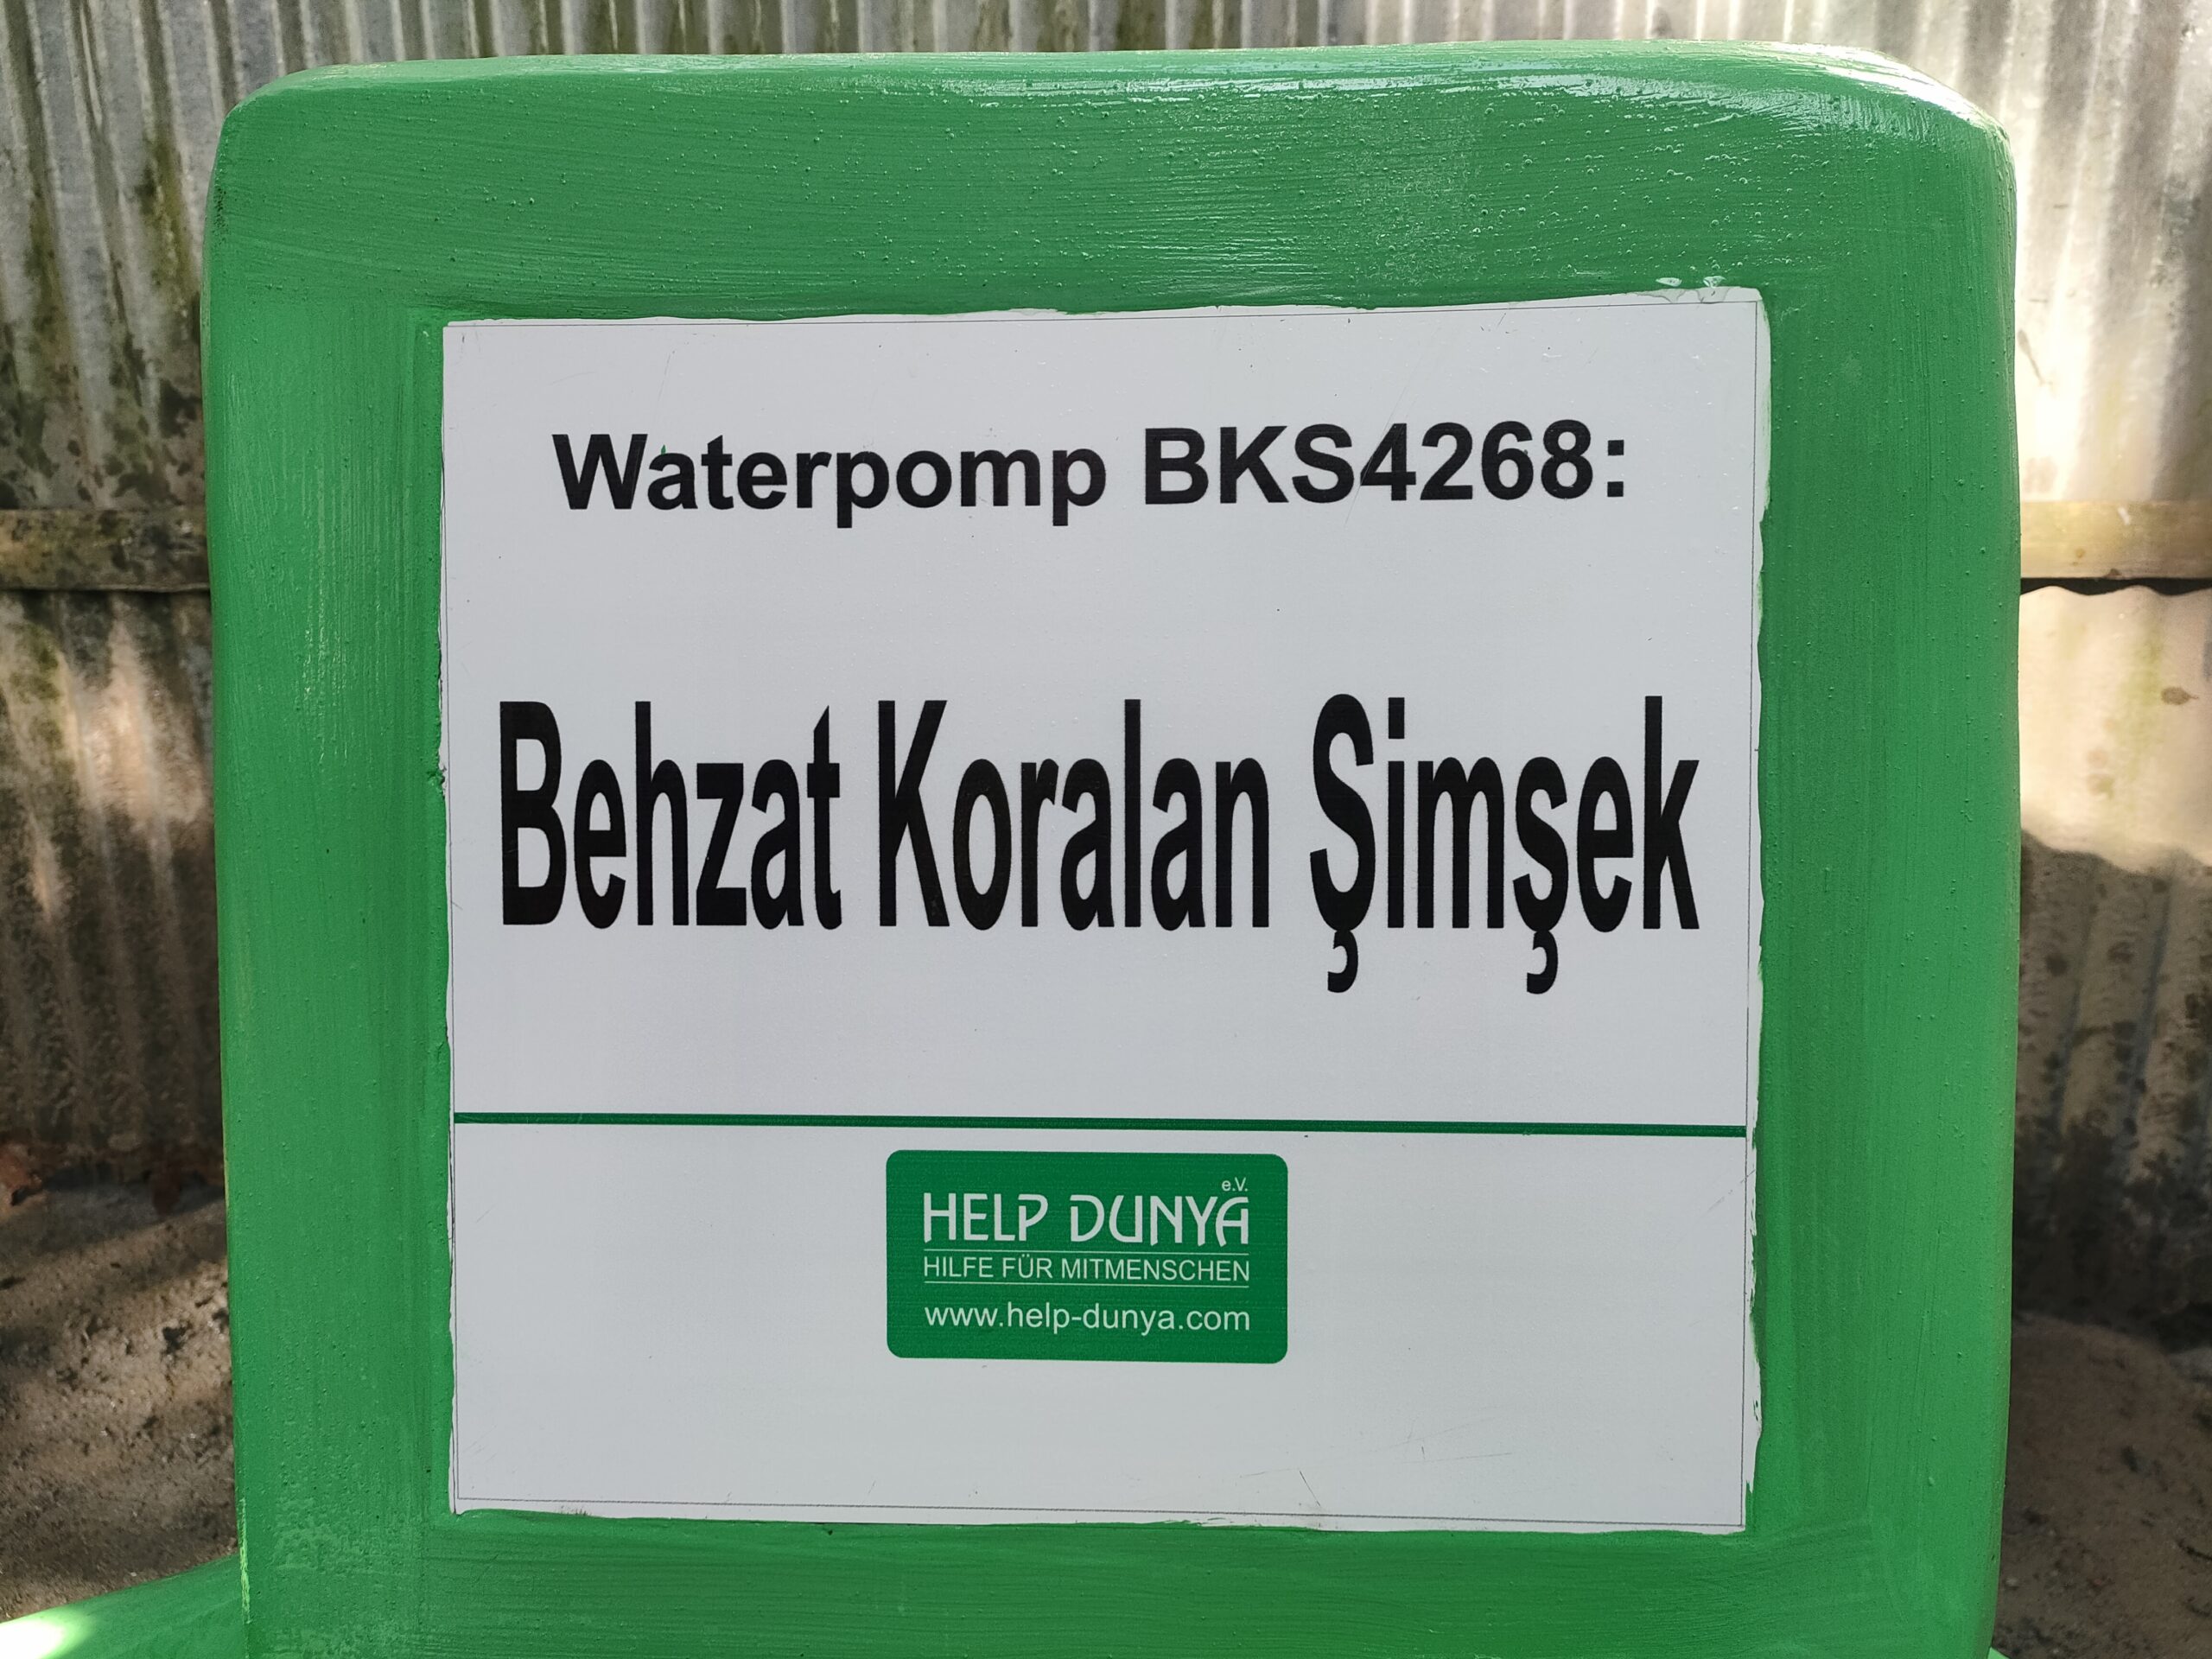 Waterpomp BKS4268:
Behzat Koralan Şimşek
HELP DUNYA e.V.
HILFE FÜR MITMENSCHEN
www.help-dunya.com